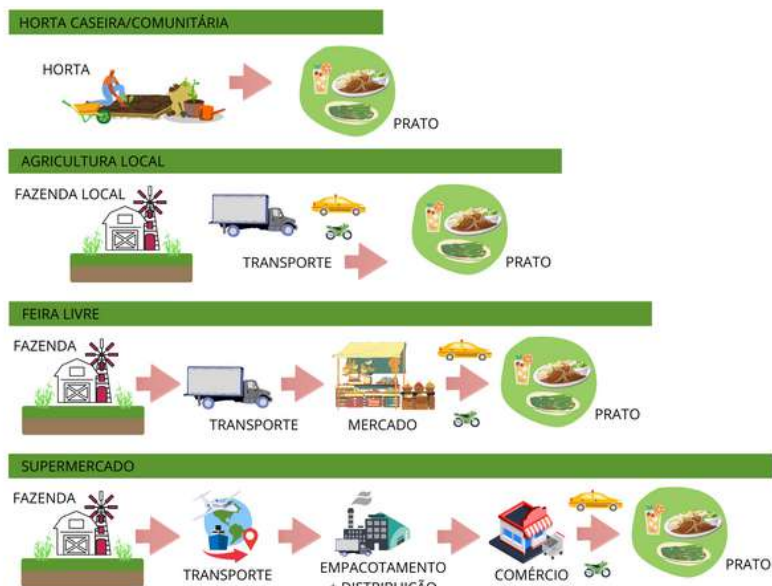 HORTA CASEIRA/COMUNITÁRIA
HORTA
PRATO
AGRICULTURA LOCAL
FAZENDA LOCAL
TRANSPORTE
PRATO
FEIRA LIVRE
FAZENDA
TRANSPORTE
MERCADO
PRATO
SUPERMERCADO
FAZENDA
TRANSPORTE
EMPACOTAMENTO
+ DISTRIBUIÇÃO
COMÉRCIO
PRATO